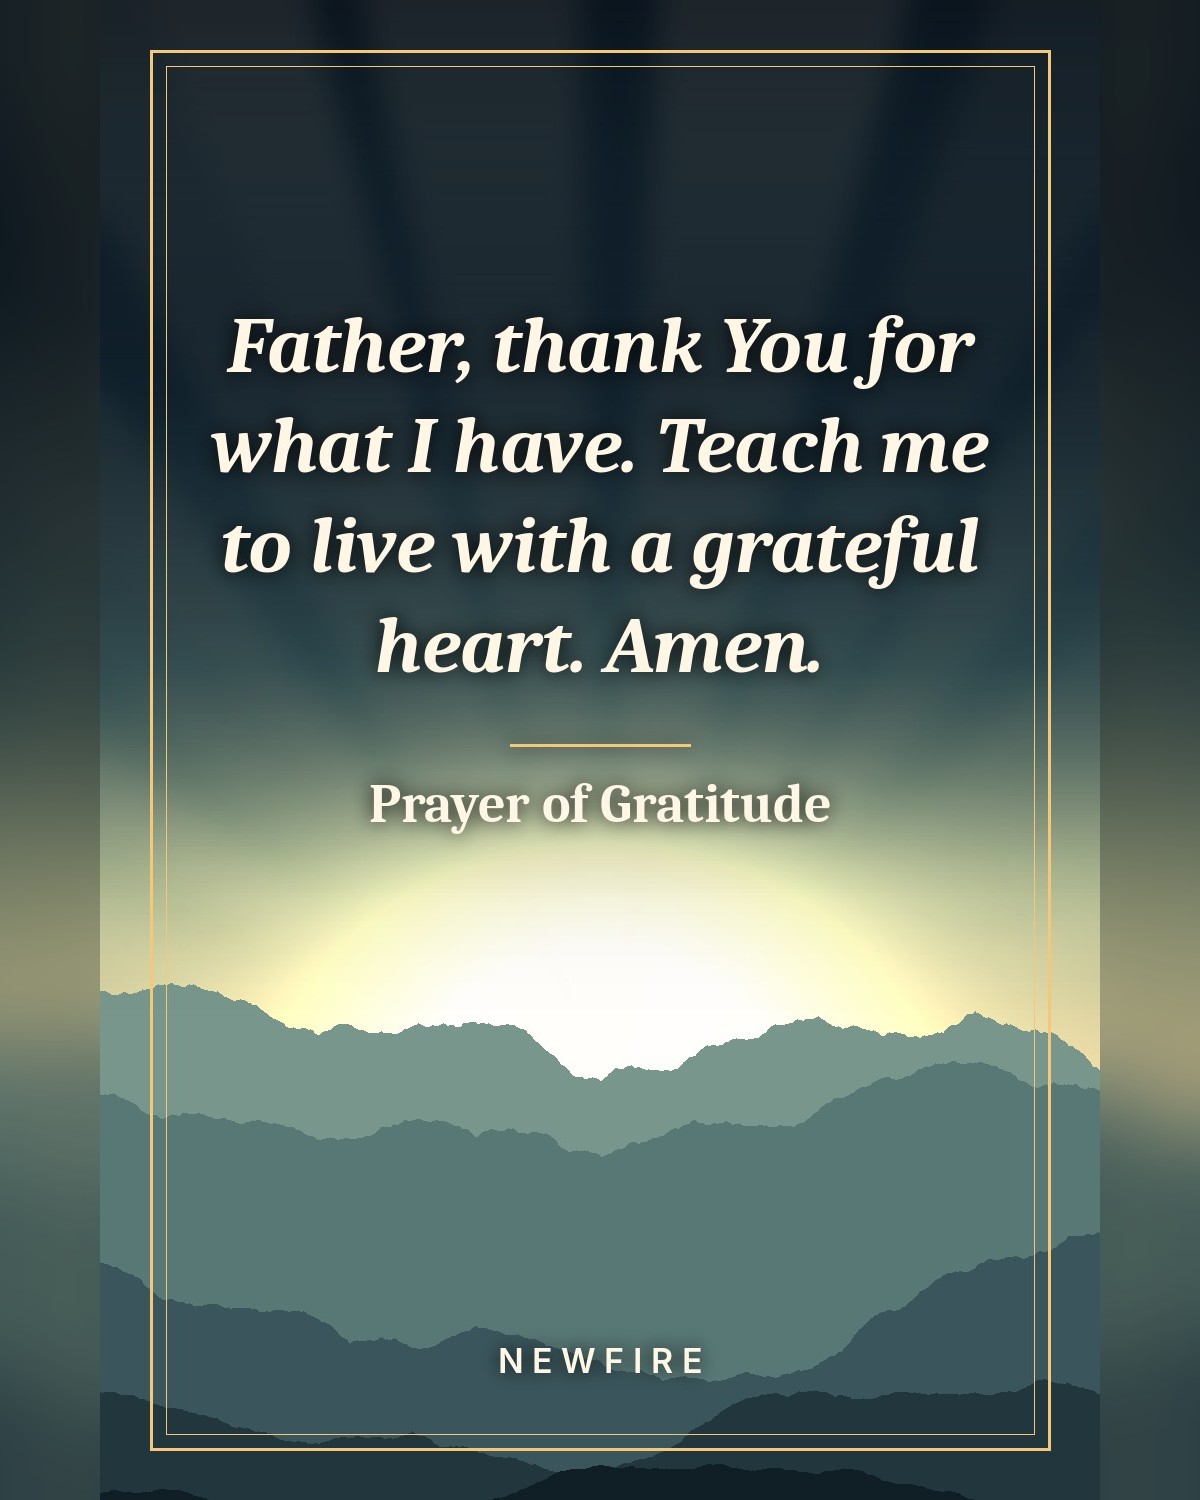 Father, thank You for
what I have. Teach me
to live with a grateful
heart. Amen.
Prayer of Gratitude
NEWFIRE